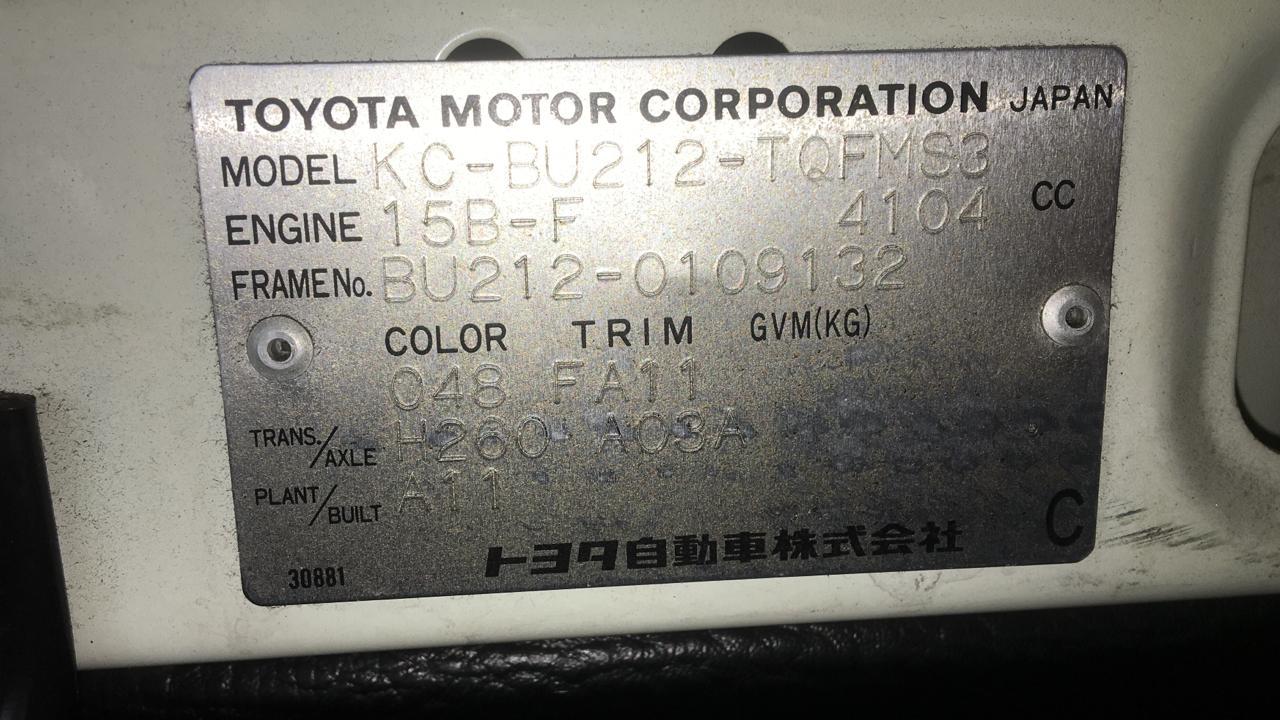 TOYOTA MOTOR CORPORATION JAPAN
MODEL KC-BU212-TQFMS3
ENGINE 15B-F 4104 CC
FRAME No. BU212-0109132
COLOR TRIM GVM(KG)
048 FA11
TRANS./AXLE H260 A03A
PLANT/BUILT A11
C
トヨタ自動車株式会社
30881